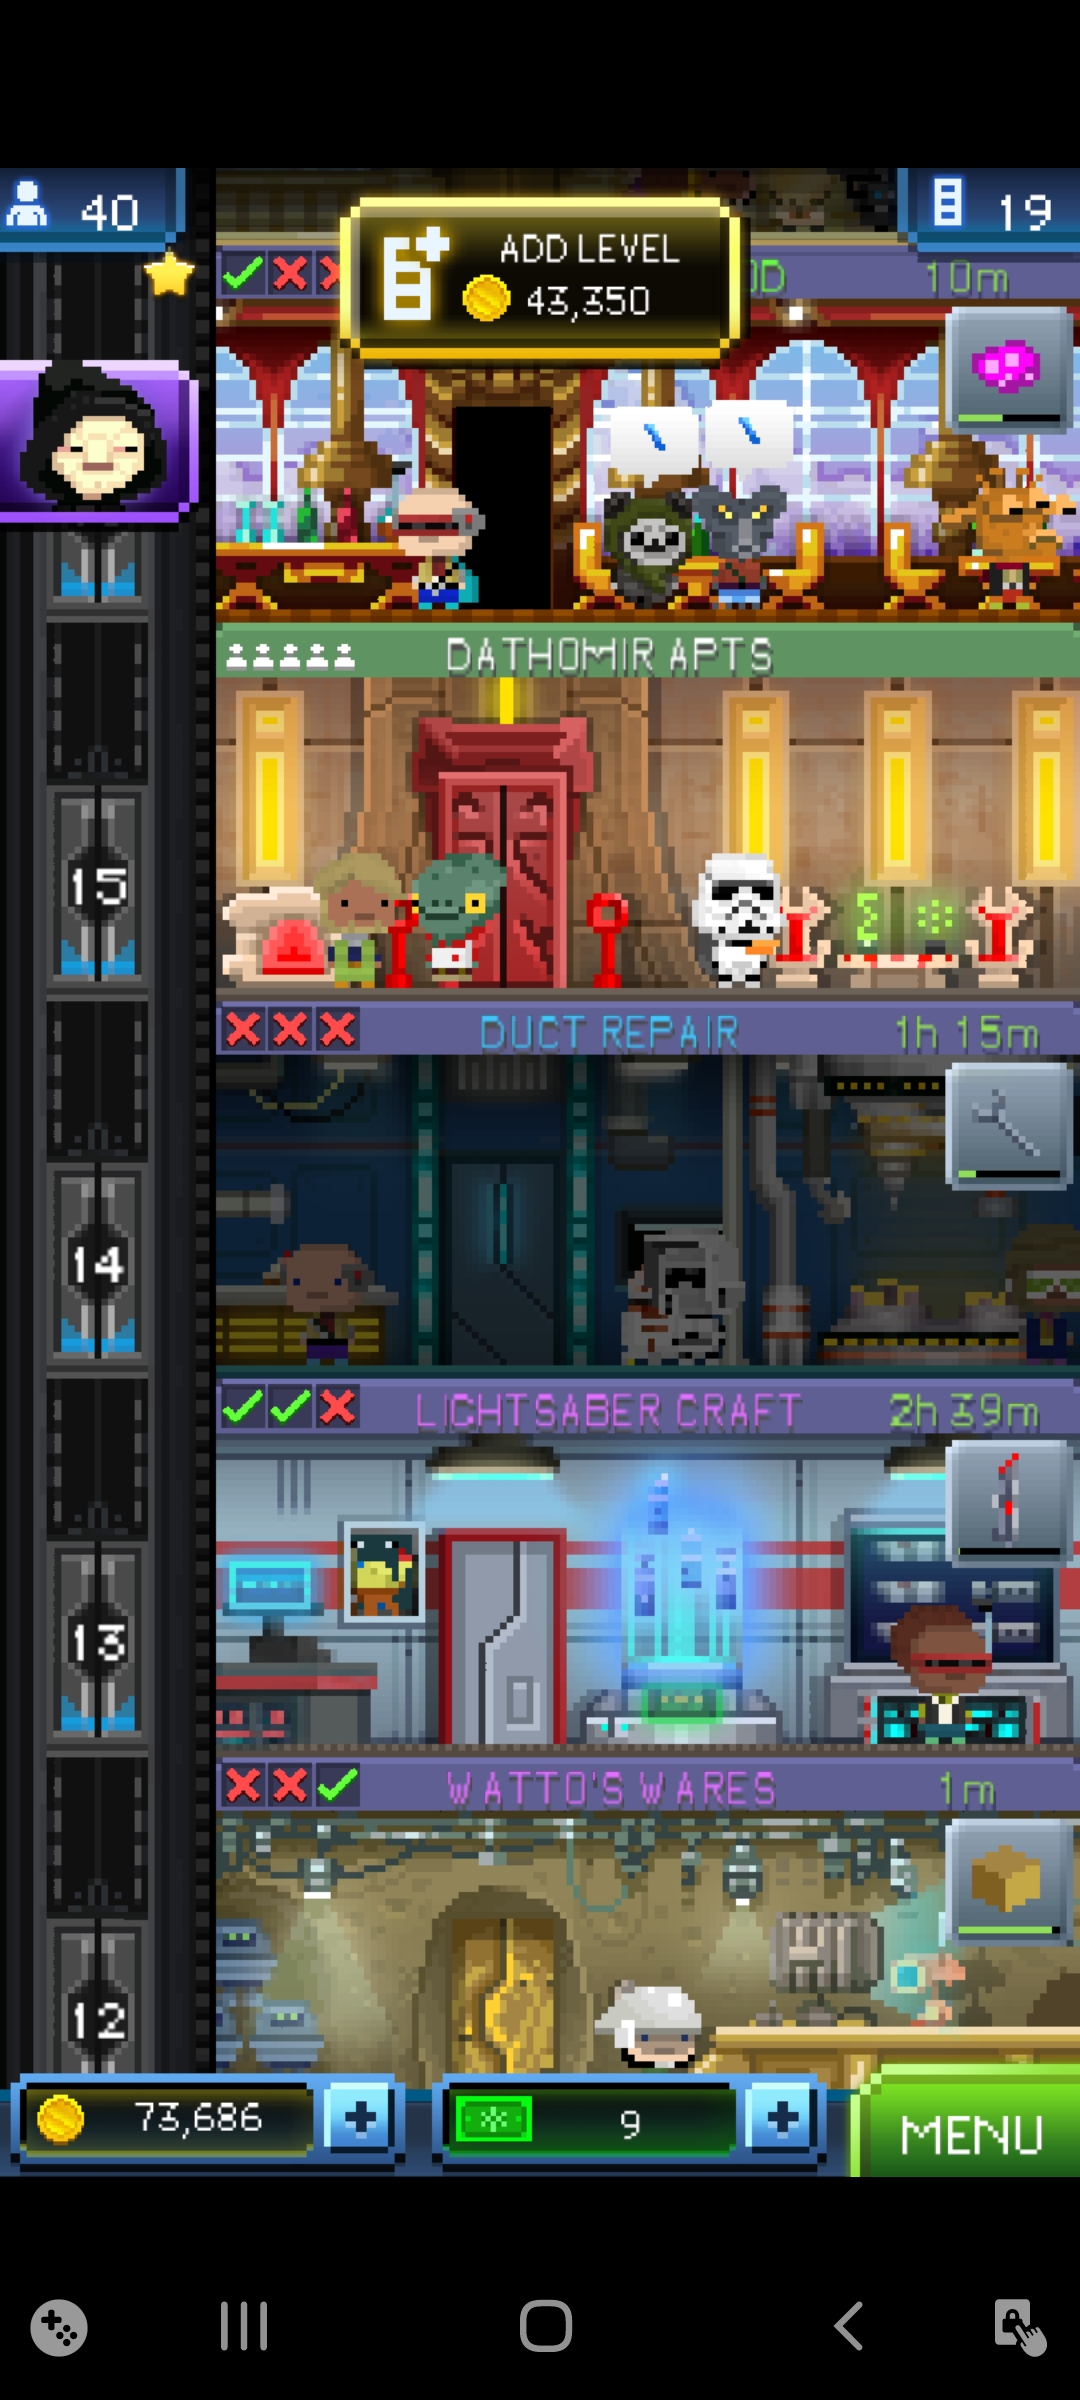 40
19
ADD LEVEL
43,350
OD
10m
DATHOMIR APTS
15
DUCT REPAIR
1h 15m
14
LIGHTSABER CRAFT
2h 39m
13
WATTO'S WARES
1m
12
73,686
9
MENU